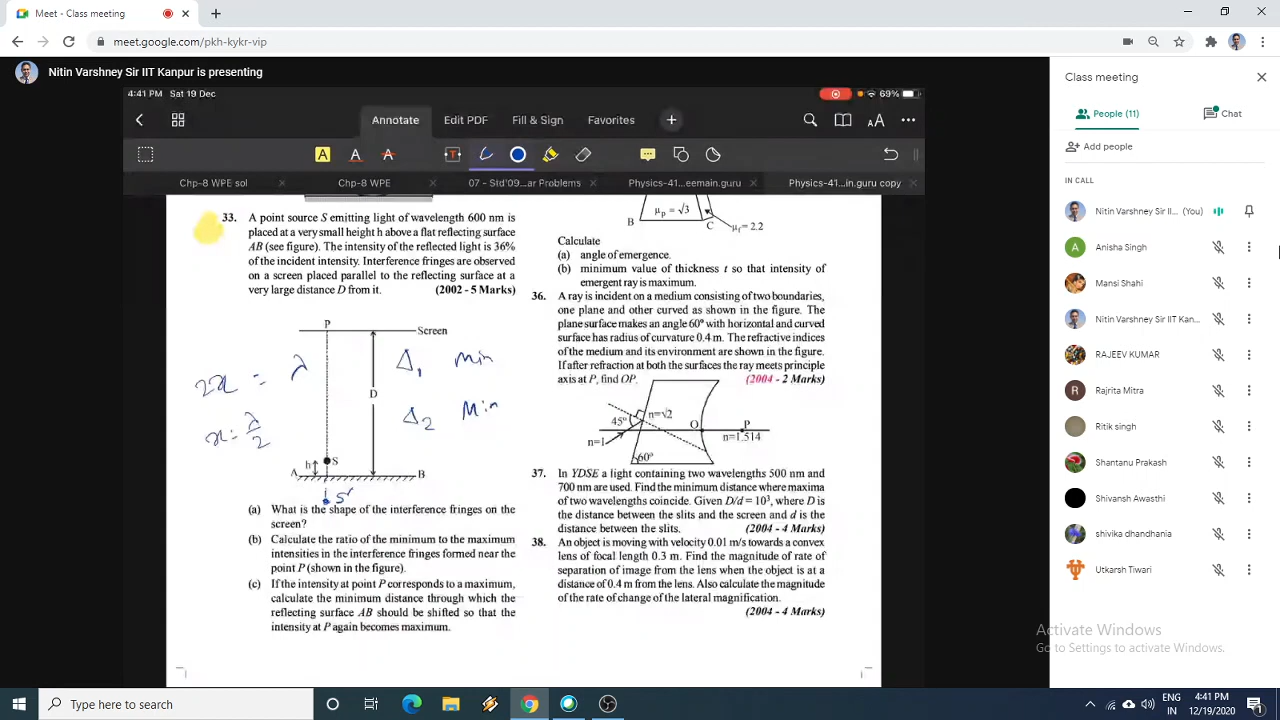 Meet - Class meeting
meet.google.com/pkh-kykr-vip
Nitin Varshney Sir IIT Kanpur is presenting
4:41 PM Sat 19 Dec
69%
Annotate Edit PDF Fill & Sign Favorites
Chp-8 WPE sol
Chp-8 WPE
07 - Std'09...ar Problems
Physics-41...eemain.guru
Physics-41...in.guru copy
33. A point source S emitting light of wavelength 600 nm is
placed at a very small height h above a flat reflecting surface
AB (see figure). The intensity of the reflected light is 36%
of the incident intensity. Interference fringes are observed
on a screen placed parallel to the reflecting surface at a
very large distance D from it. (2002 - 5 Marks)
P
Screen
2x = λ
Δ1 Min
D
x = λ/2
Δ2 Min
h
S
A
B
S'
(a) What is the shape of the interference fringes on the
screen?
(b) Calculate the ratio of the minimum to the maximum
intensities in the interference fringes formed near the
point P (shown in the figure).
(c) If the intensity at point P corresponds to a maximum,
calculate the minimum distance through which the
reflecting surface AB should be shifted so that the
intensity at P again becomes maximum.
B
μp = √3
C
μf = 2.2
Calculate
(a) angle of emergence.
(b) minimum value of thickness t so that intensity of
emergent ray is maximum.
36. A ray is incident on a medium consisting of two boundaries,
one plane and other curved as shown in the figure. The
plane surface makes an angle 60° with horizontal and curved
surface has radius of curvature 0.4 m. The refractive indices
of the medium and its environment are shown in the figure.
If after refraction at both the surfaces the ray meets principle
axis at P, find OP. (2004 - 2 Marks)
45°
n=√2
O
P
n=1
n=1.514
60°
37. In YDSE a light containing two wavelengths 500 nm and
700 nm are used. Find the minimum distance where maxima
of two wavelengths coincide. Given D/d = 10³, where D is
the distance between the slits and the screen and d is the
distance between the slits. (2004 - 4 Marks)
38. An object is moving with velocity 0.01 m/s towards a convex
lens of focal length 0.3 m. Find the magnitude of rate of
separation of image from the lens when the object is at a
distance of 0.4 m from the lens. Also calculate the magnitude
of the rate of change of the lateral magnification.
(2004 - 4 Marks)
Class meeting
People (11)
Chat
Add people
IN CALL
Nitin Varshney Sir II... (You)
Anisha Singh
Mansi Shahi
Nitin Varshney Sir IIT Kan...
RAJEEV KUMAR
Rajrita Mitra
Ritik singh
Shantanu Prakash
Shivansh Awasthi
shivika dhandhania
Utkarsh Tiwari
Activate Windows
Go to Settings to activate Windows.
Type here to search
ENG
IN
4:41 PM
12/19/2020